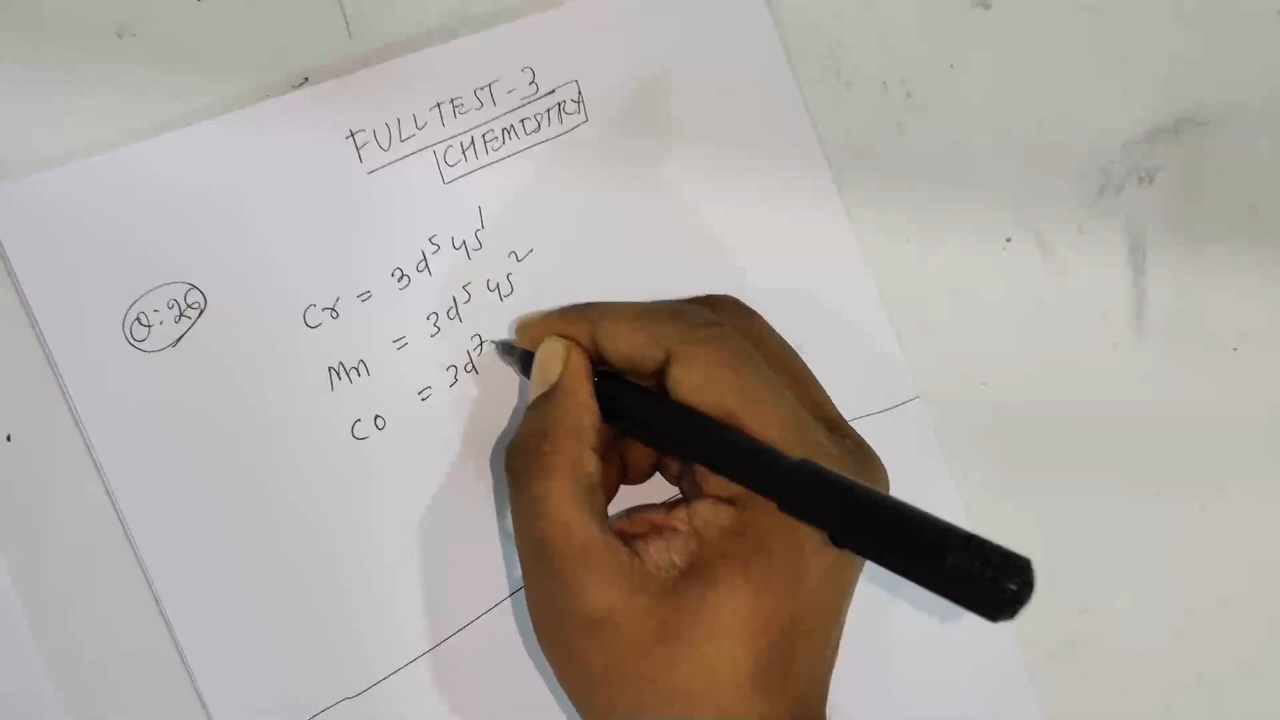 FULLTEST-3
CHEMISTRY
Q:26
Cr = 3d⁵ 4s¹
Mn = 3d⁵ 4s²
CO = 3d⁷